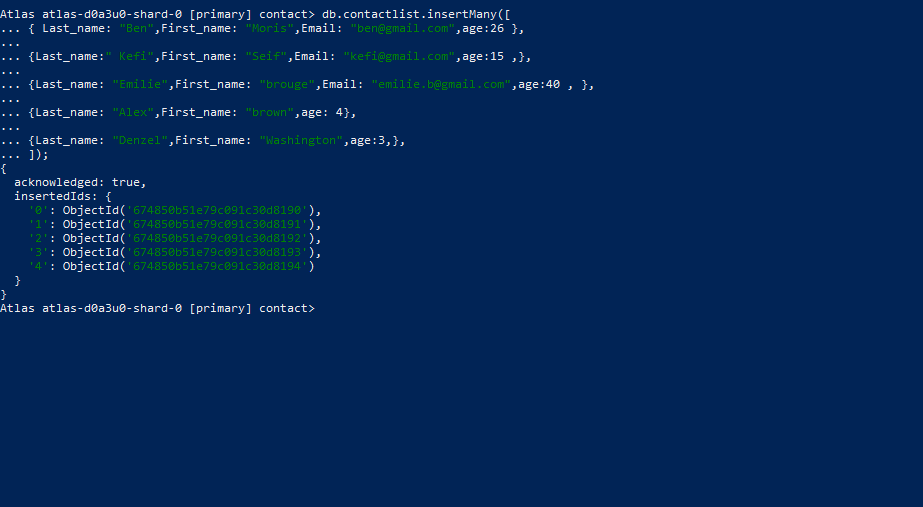 Atlas atlas-d0a3u0-shard-0 [primary] contact> db.contactlist.insertMany([
... { Last_name: "Ben",First_name: "Moris",Email: "ben@gmail.com",age:26 },
...
... {Last_name:" Kefi",First_name: "Seif",Email: "kefi@gmail.com",age:15 ,},
...
... {Last_name: "Emilie",First_name: "brouge",Email: "emilie.b@gmail.com",age:40 , },
...
... {Last_name: "Alex",First_name: "brown",age: 4},
...
... {Last_name: "Denzel",First_name: "Washington",age:3,},
... ]);
{
  acknowledged: true,
  insertedIds: {
    '0': ObjectId('674850b51e79c091c30d8190'),
    '1': ObjectId('674850b51e79c091c30d8191'),
    '2': ObjectId('674850b51e79c091c30d8192'),
    '3': ObjectId('674850b51e79c091c30d8193'),
    '4': ObjectId('674850b51e79c091c30d8194')
  }
}
Atlas atlas-d0a3u0-shard-0 [primary] contact>